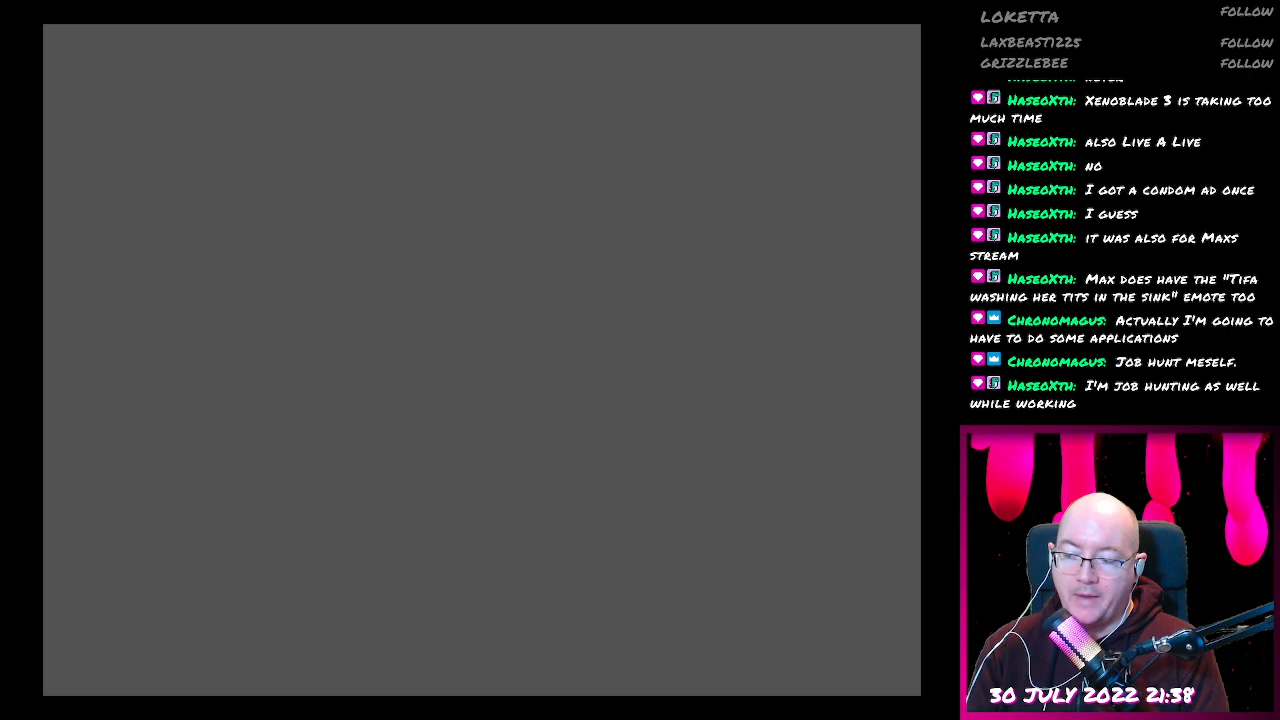 LOKETTA FOLLOW
LAXBEAST1225 FOLLOW
GRIZZLEBEE FOLLOW
HaseoXth: Xenoblade 3 is taking too
much time
HaseoXth: also Live A Live
HaseoXth: no
HaseoXth: I got a condom ad once
HaseoXth: I guess
HaseoXth: it was also for Maxs
stream
HaseoXth: Max does have the "Tifa
washing her tits in the sink" emote too
Chronomagus: Actually I'm going to
have to do some applications
Chronomagus: Job hunt meself.
HaseoXth: I'm job hunting as well
while working
30 JULY 2022 21:38